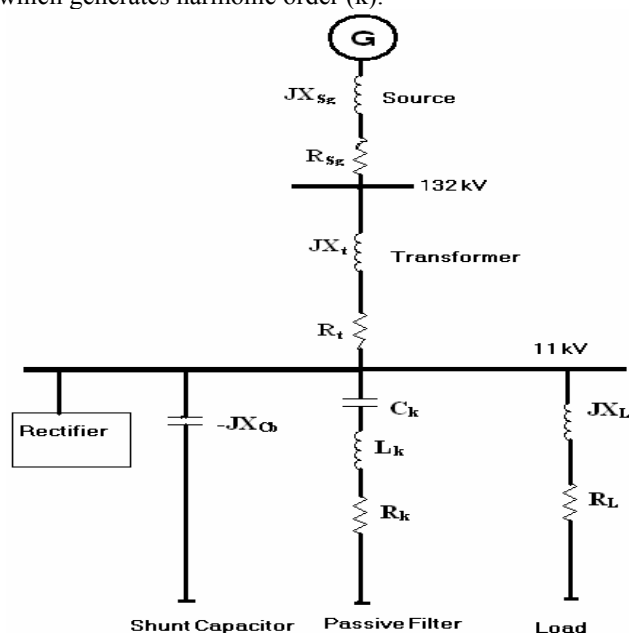 which generates harmonic order (k).
G
JXSg
Source
RSg
132 kV
JXt
Transformer
Rt
11 kV
Rectifier
-JXCb
Ck
Lk
Rk
JXL
RL
Shunt Capacitor
Passive Filter
Load